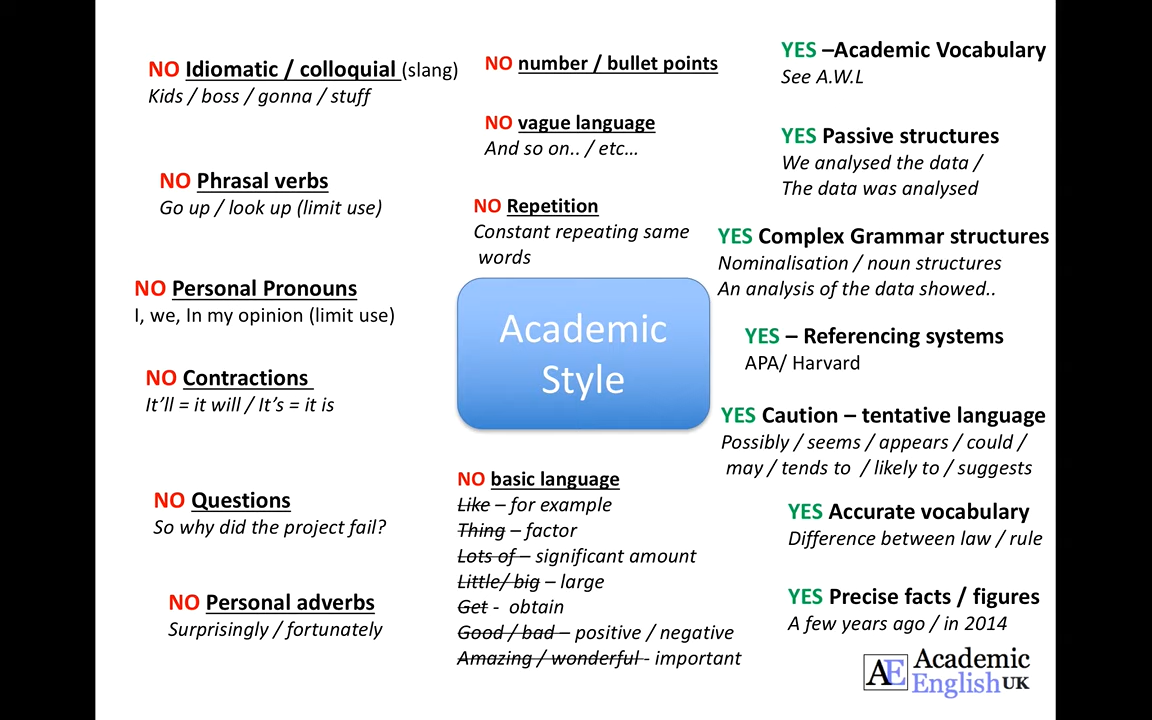 NO Idiomatic / colloquial (slang)
Kids / boss / gonna / stuff
NO Phrasal verbs
Go up / look up (limit use)
NO Personal Pronouns
I, we, In my opinion (limit use)
NO Contractions
It’ll = it will / It’s = it is
NO Questions
So why did the project fail?
NO Personal adverbs
Surprisingly / fortunately
NO number / bullet points
NO vague language
And so on.. / etc…
NO Repetition
Constant repeating same
words
Academic
Style
NO basic language
Like – for example
Thing – factor
Lots of – significant amount
Little/ big – large
Get - obtain
Good / bad – positive / negative
Amazing / wonderful - important
YES –Academic Vocabulary
See A.W.L
YES Passive structures
We analysed the data /
The data was analysed
YES Complex Grammar structures
Nominalisation / noun structures
An analysis of the data showed..
YES – Referencing systems
APA/ Harvard
YES Caution – tentative language
Possibly / seems / appears / could /
may / tends to / likely to / suggests
YES Accurate vocabulary
Difference between law / rule
YES Precise facts / figures
A few years ago / in 2014
AE Academic
English UK